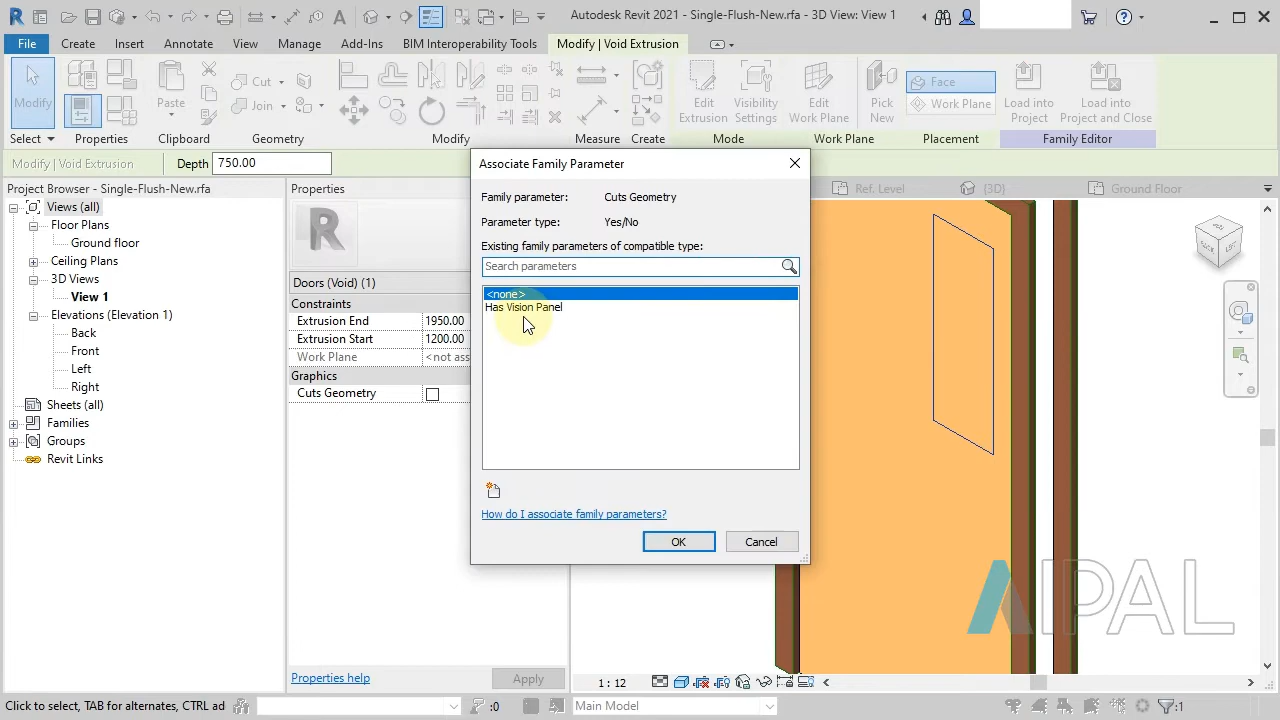 Autodesk Revit 2021 - Single-Flush-New.rfa - 3D View: View 1
File
Create
Insert
Annotate
View
Manage
Add-Ins
BIM Interoperability Tools
Modify | Void Extrusion
Modify
Paste
Cut
Join
Edit
Extrusion
Visibility
Settings
Edit
Work Plane
Pick
New
Face
Work Plane
Load into
Project
Load into
Project and Close
Select
Properties
Clipboard
Geometry
Modify
Measure
Create
Mode
Work Plane
Placement
Family Editor
Modify | Void Extrusion
Depth
750.00
Project Browser - Single-Flush-New.rfa
Views (all)
Floor Plans
Ground floor
Ceiling Plans
3D Views
View 1
Elevations (Elevation 1)
Back
Front
Left
Right
Sheets (all)
Families
Groups
Revit Links
Properties
Doors (Void) (1)
Constraints
Extrusion End
1950.00
Extrusion Start
1200.00
Work Plane
<not ass
Graphics
Cuts Geometry
Properties help
Apply
Associate Family Parameter
Family parameter:
Cuts Geometry
Parameter type:
Yes/No
Existing family parameters of compatible type:
Search parameters
<none>
Has Vision Panel
How do I associate family parameters?
OK
Cancel
Ref. Level
{3D}
Ground Floor
AIPAL
1 : 12
Click to select, TAB for alternates, CTRL ad
:0
Main Model
:1